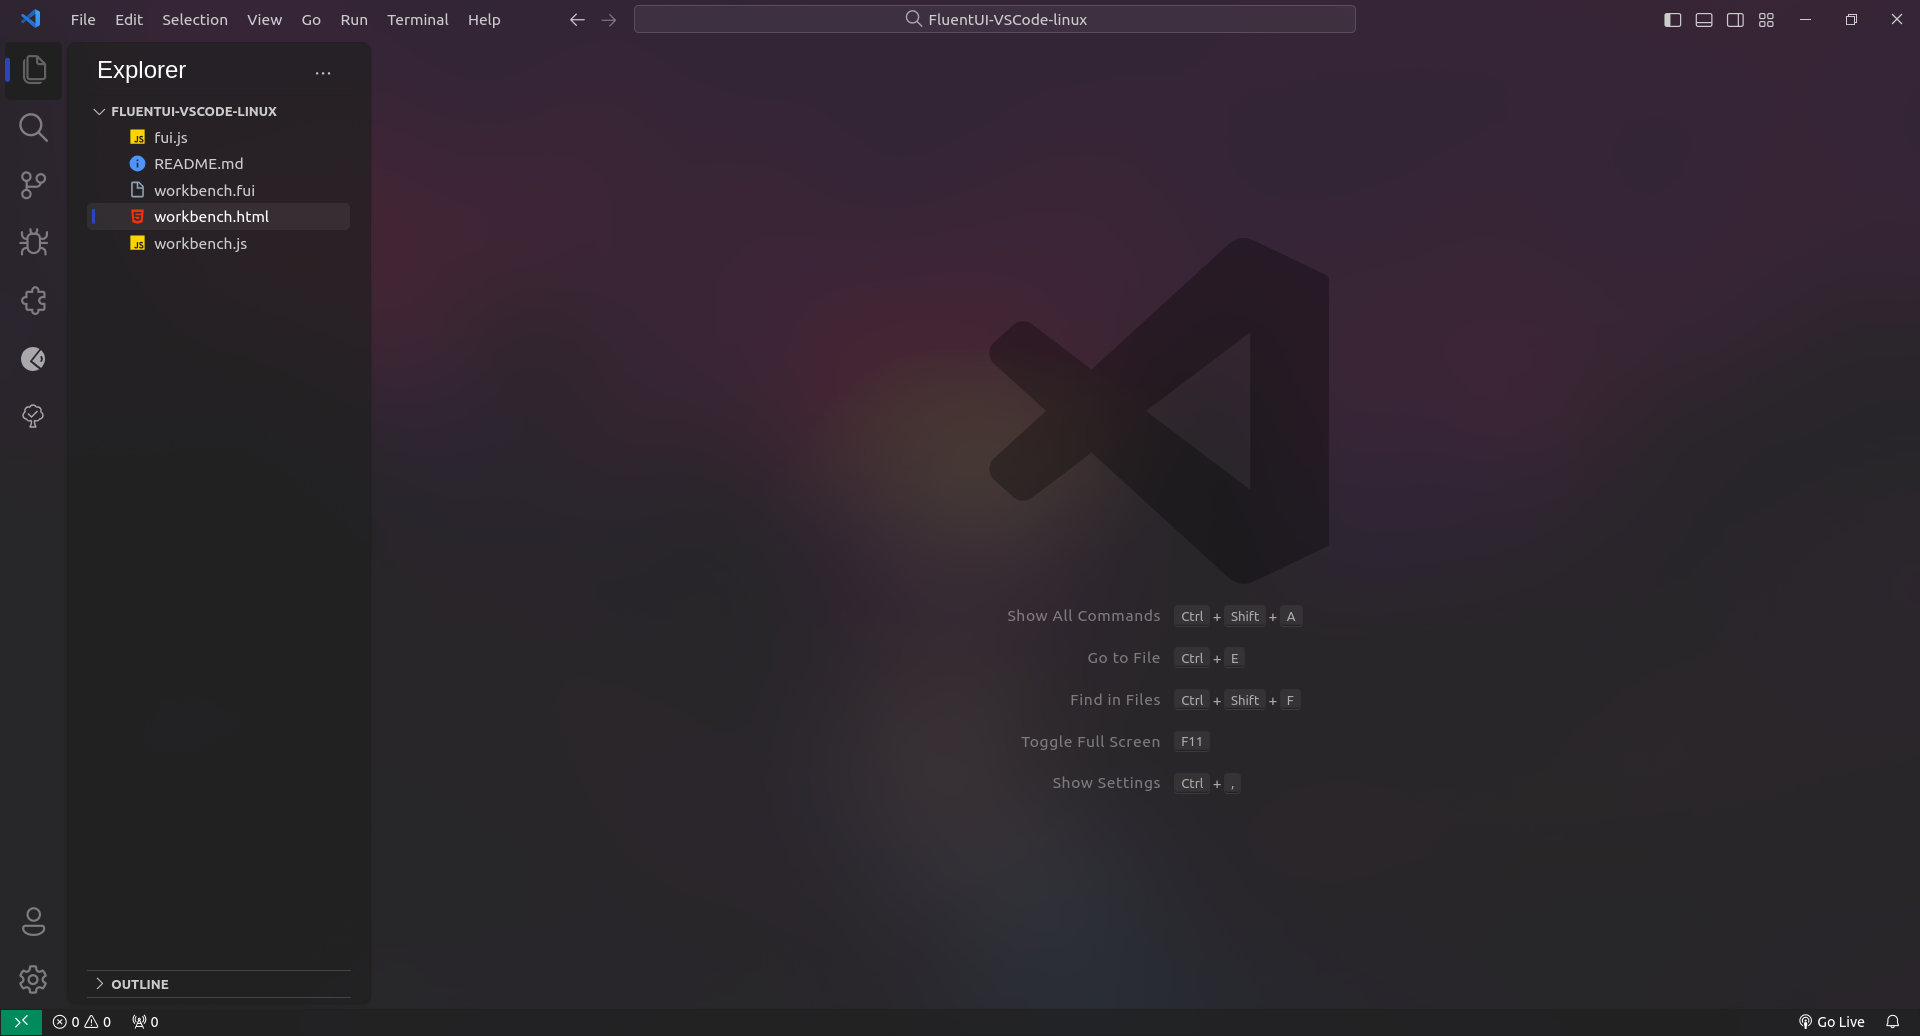 File Edit Selection View Go Run Terminal Help FluentUI-VSCode-linux
Explorer
FLUENTUI-VSCODE-LINUX
fui.js
README.md
workbench.fui
workbench.html
workbench.js
Show All Commands Ctrl + Shift + A
Go to File Ctrl + E
Find in Files Ctrl + Shift + F
Toggle Full Screen F11
Show Settings Ctrl + ,
OUTLINE
0 0 0 Go Live